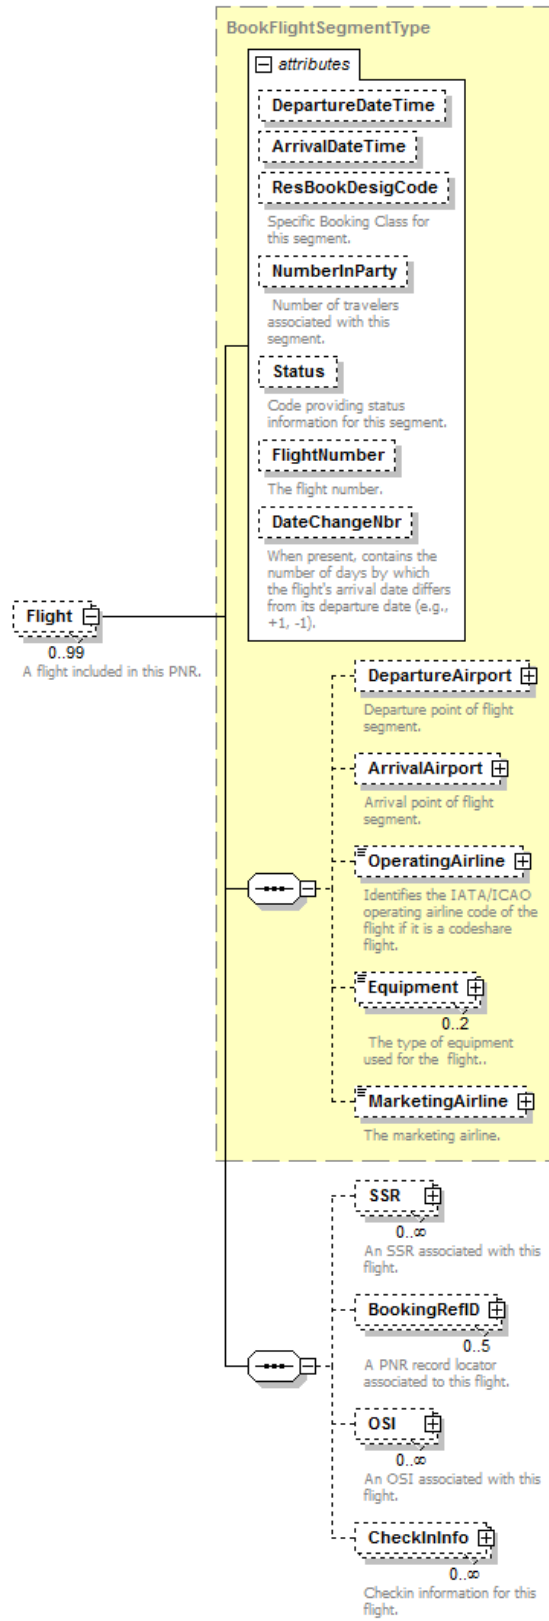 BookFlightSegmentType
attributes
DepartureDateTime
ArrivalDateTime
ResBookDesigCode
Specific Booking Class for
this segment.
NumberInParty
Number of travelers
associated with this
segment.
Status
Code providing status
information for this segment.
FlightNumber
The flight number.
DateChangeNbr
When present, contains the
number of days by which
the flight's arrival date differs
from its departure date (e.g.,
+1, -1).
Flight
0..99
A flight included in this PNR.
DepartureAirport
Departure point of flight
segment.
ArrivalAirport
Arrival point of flight
segment.
OperatingAirline
Identifies the IATA/ICAO
operating airline code of the
flight if it is a codeshare
flight.
Equipment
0..2
The type of equipment
used for the flight..
MarketingAirline
The marketing airline.
SSR
0..∞
An SSR associated with this
flight.
BookingRefID
0..5
A PNR record locator
associated to this flight.
OSI
0..∞
An OSI associated with this
flight.
CheckInInfo
0..∞
Checkin information for this
flight.